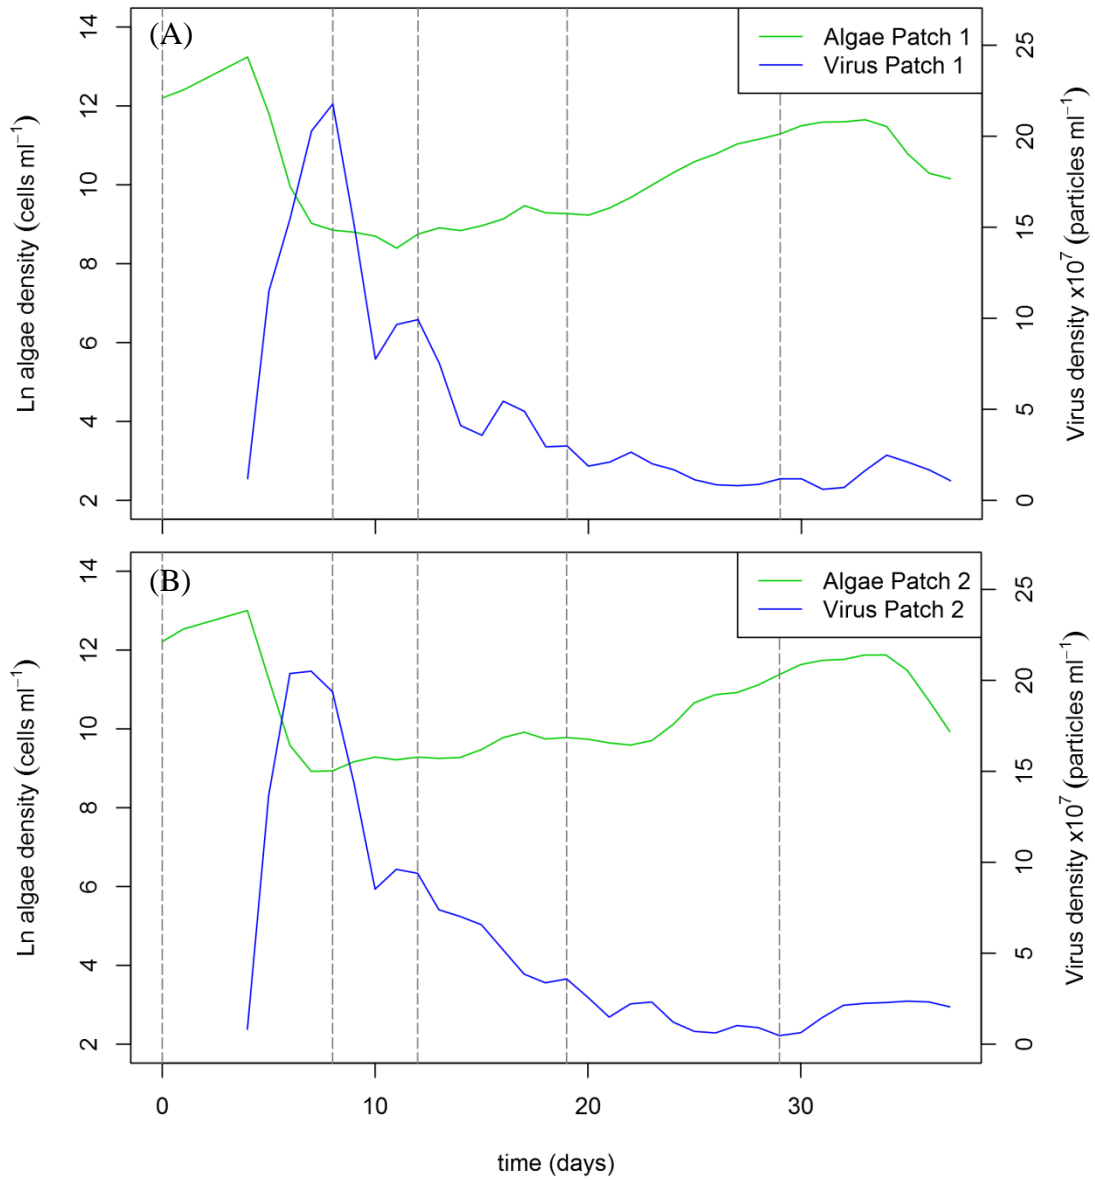 (A)
Algae Patch 1
Virus Patch 1
14
12
10
8
6
4
2
Ln algae density (cells ml⁻¹)
25
20
15
10
5
0
Virus density x10⁷ (particles ml⁻¹)
(B)
Algae Patch 2
Virus Patch 2
14
12
10
8
6
4
2
Ln algae density (cells ml⁻¹)
25
20
15
10
5
0
Virus density x10⁷ (particles ml⁻¹)
0 10 20 30
time (days)